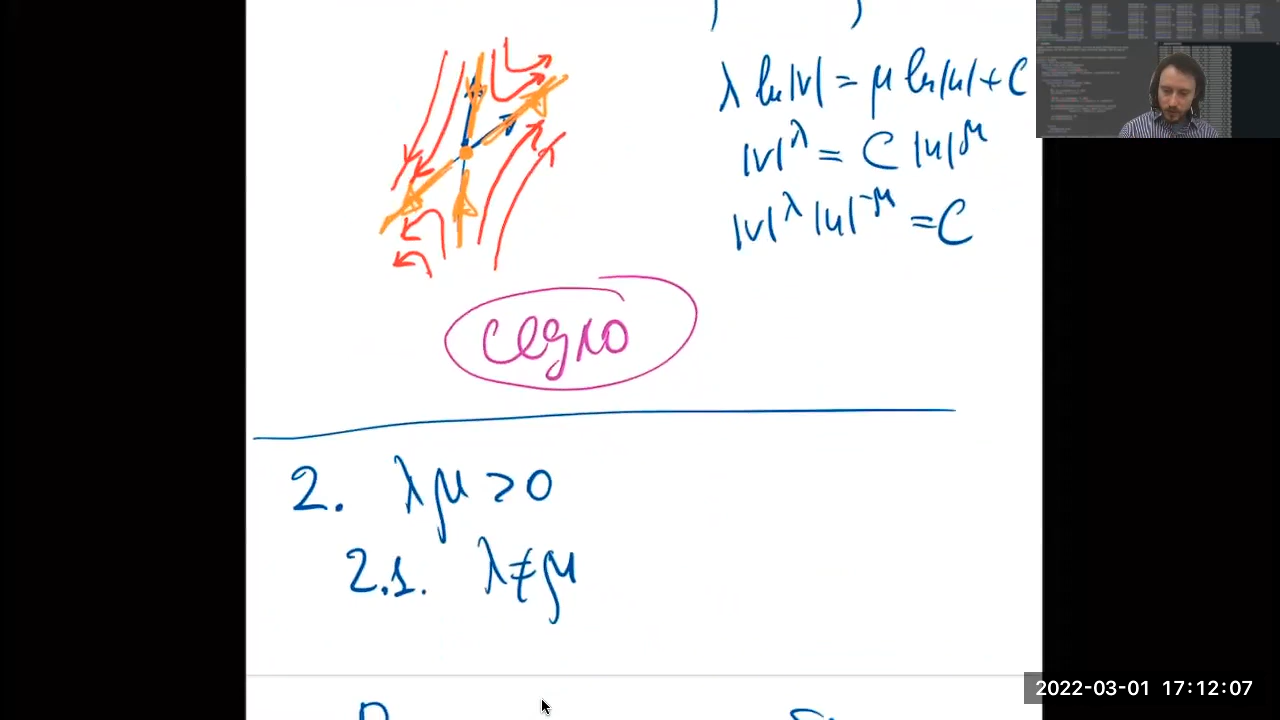 λ ln|v| = μ ln|u| + C
|v|^λ = C |u|^μ
|v|^λ |u|^-μ = C
седло
2. λμ > 0
2.1. λ ≠ μ
2022-03-01 17:12:07